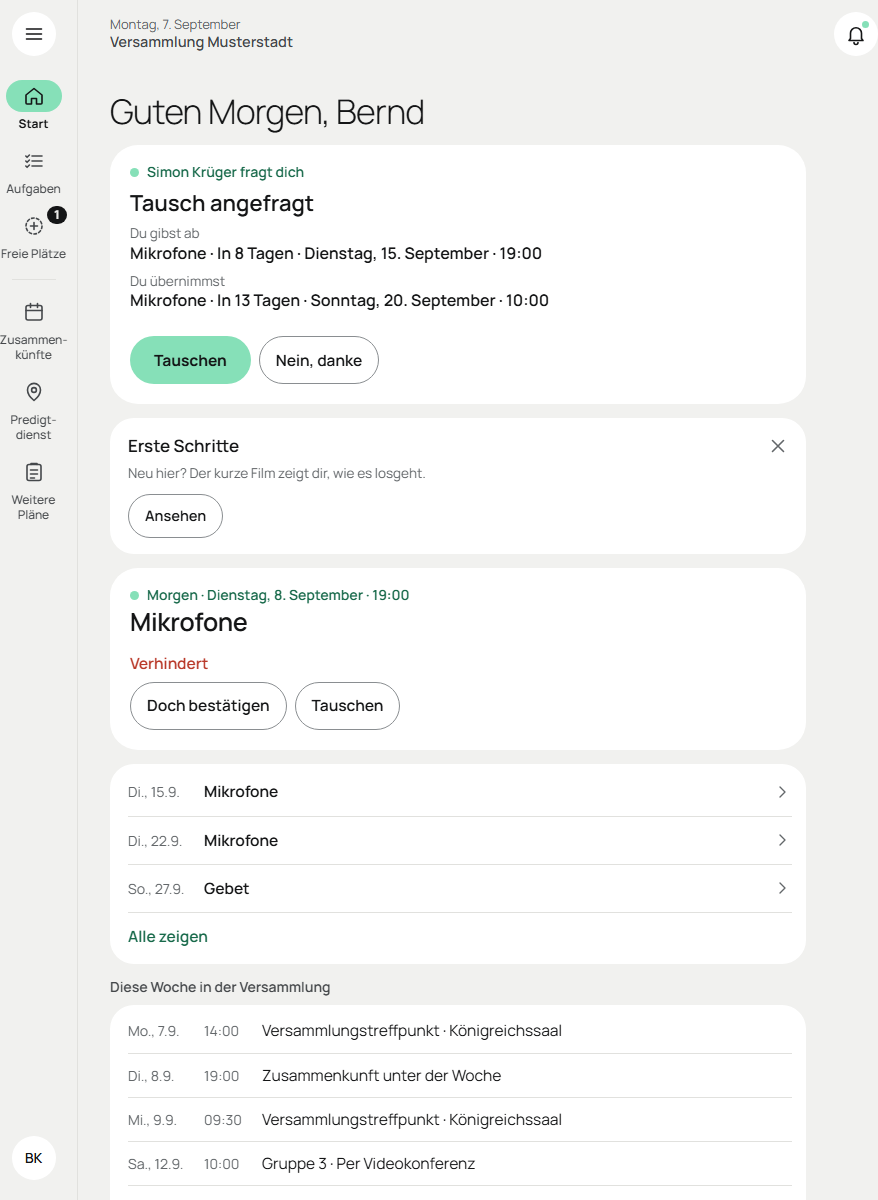 Montag, 7. September
Versammlung Musterstadt
Start
Aufgaben
1
Freie Plätze
Zusammen-
künfte
Predigt-
dienst
Weitere
Pläne
BK
Guten Morgen, Bernd
Simon Krüger fragt dich
Tausch angefragt
Du gibst ab
Mikrofone · In 8 Tagen · Dienstag, 15. September · 19:00
Du übernimmst
Mikrofone · In 13 Tagen · Sonntag, 20. September · 10:00
Tauschen Nein, danke
Erste Schritte
Neu hier? Der kurze Film zeigt dir, wie es losgeht.
Ansehen
Morgen · Dienstag, 8. September · 19:00
Mikrofone
Verhindert
Doch bestätigen Tauschen
Di., 15.9. Mikrofone
Di., 22.9. Mikrofone
So., 27.9. Gebet
Alle zeigen
Diese Woche in der Versammlung
Mo., 7.9. 14:00 Versammlungstreffpunkt · Königreichssaal
Di., 8.9. 19:00 Zusammenkunft unter der Woche
Mi., 9.9. 09:30 Versammlungstreffpunkt · Königreichssaal
Sa., 12.9. 10:00 Gruppe 3 · Per Videokonferenz